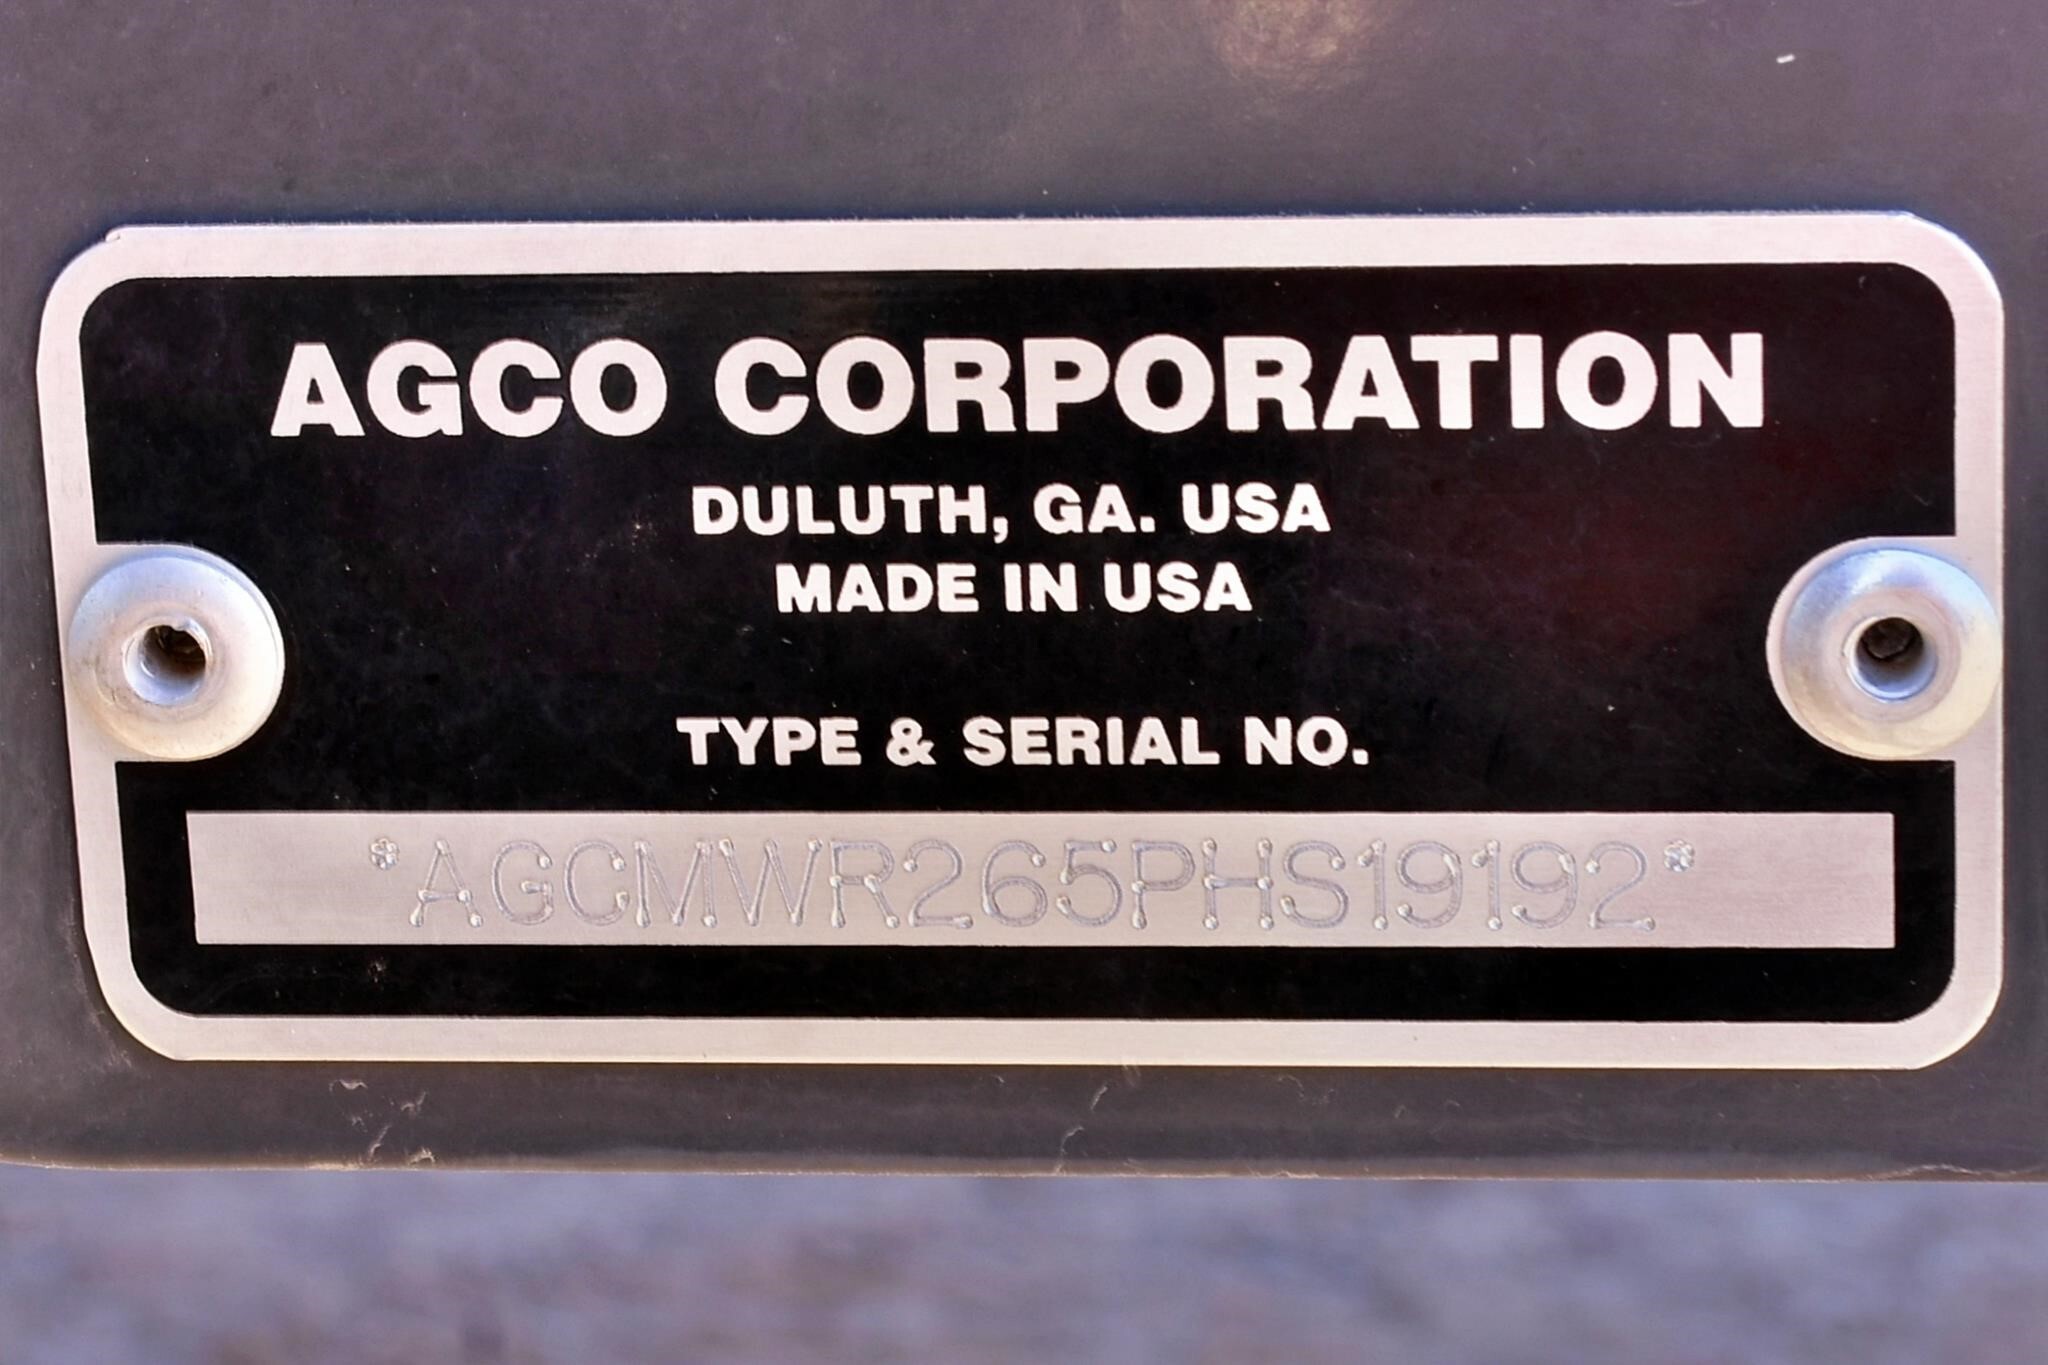 AGCO CORPORATION
DULUTH, GA. USA
MADE IN USA
TYPE & SERIAL NO.
*AGCMWR265PHS19192*